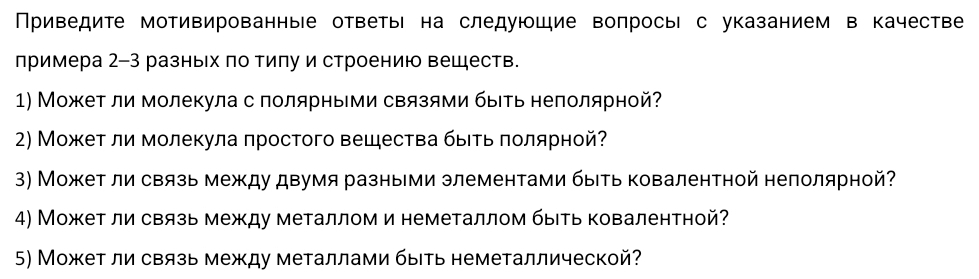 Приведите мотивированные ответы на следующие вопросы с указанием в качестве
примера 2–3 разных по типу и строению веществ.
1) Может ли молекула с полярными связями быть неполярной?
2) Может ли молекула простого вещества быть полярной?
3) Может ли связь между двумя разными элементами быть ковалентной неполярной?
4) Может ли связь между металлом и неметаллом быть ковалентной?
5) Может ли связь между металлами быть неметаллической?